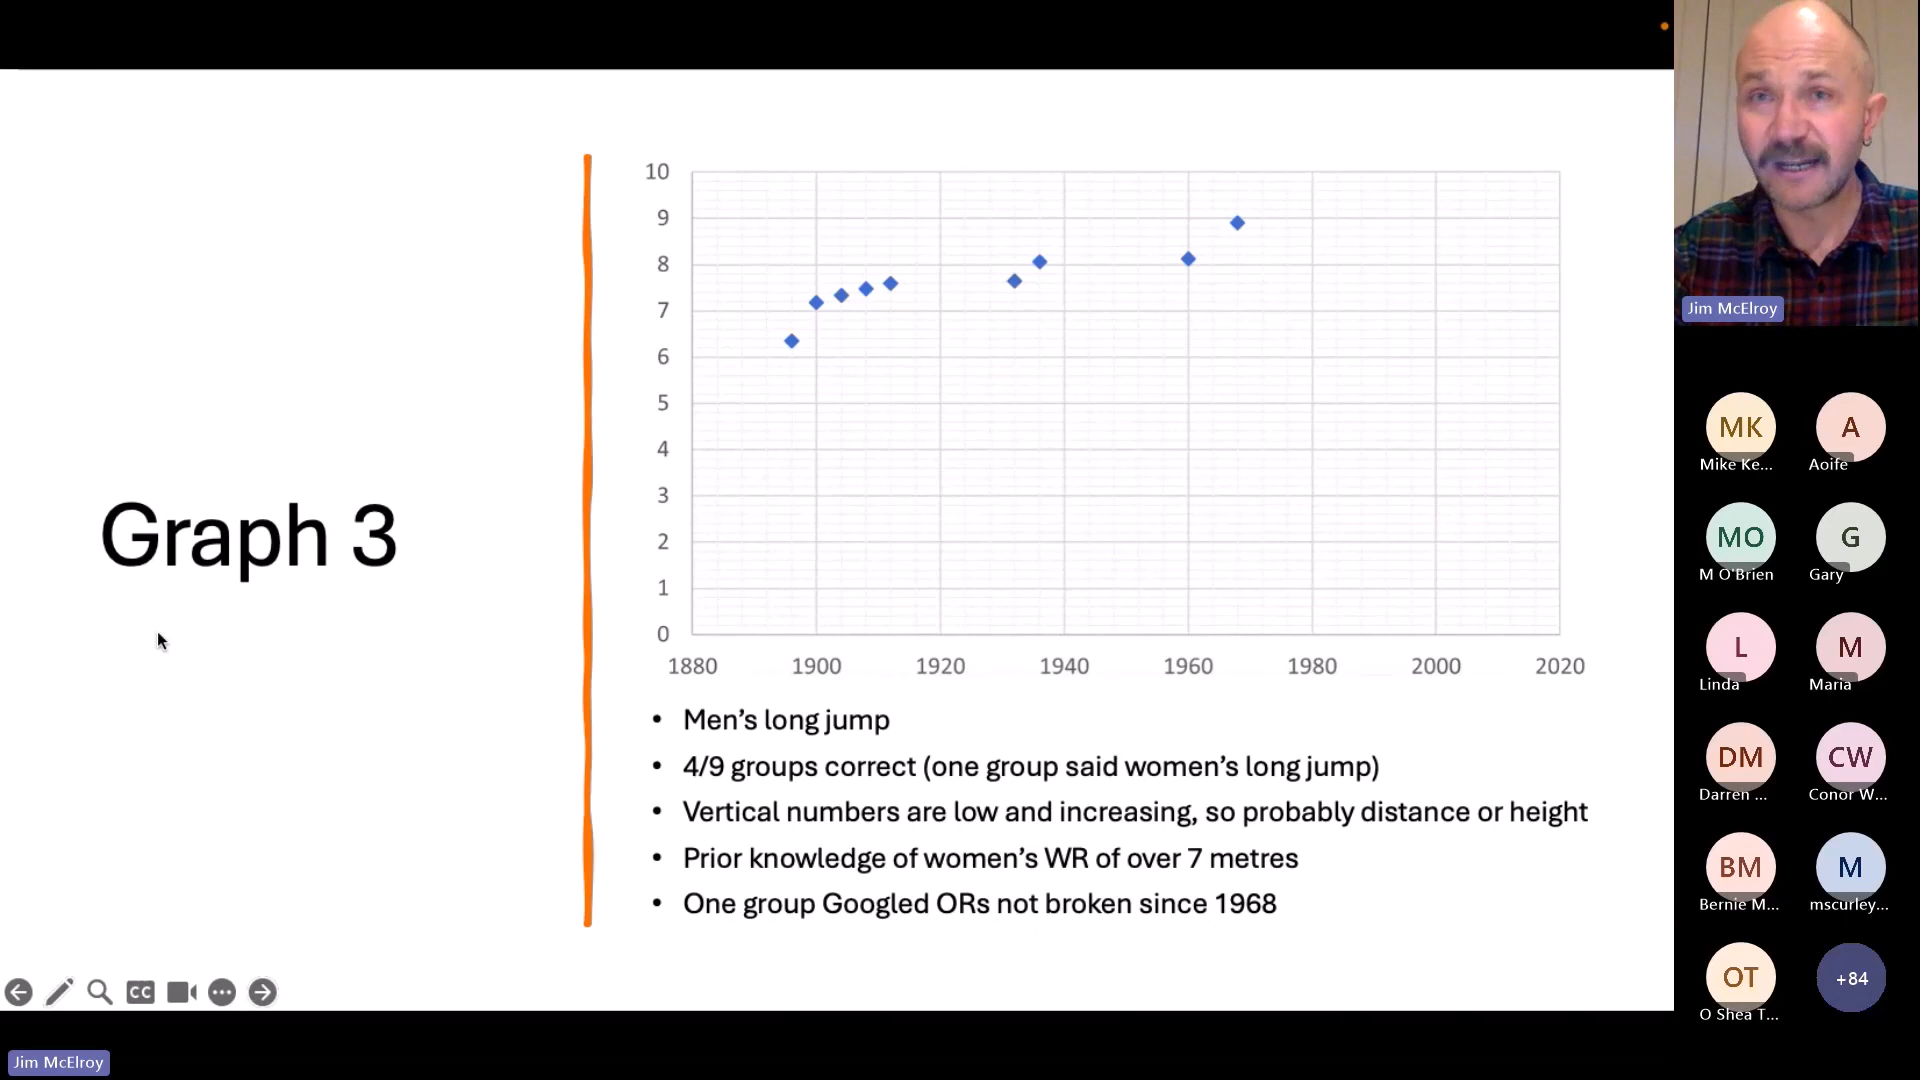 Graph 3
10
9
8
7
6
5
4
3
2
1
0
1880 1900 1920 1940 1960 1980 2000 2020
• Men’s long jump
• 4/9 groups correct (one group said women’s long jump)
• Vertical numbers are low and increasing, so probably distance or height
• Prior knowledge of women’s WR of over 7 metres
• One group Googled ORs not broken since 1968
CC
Jim McElroy
Jim McElroy
MK A
Mike Ke... Aoife
MO G
M O'Brien Gary
L M
Linda Maria
DM CW
Darren ... Conor W...
BM M
Bernie M... mscurley...
OT +84
O Shea T...